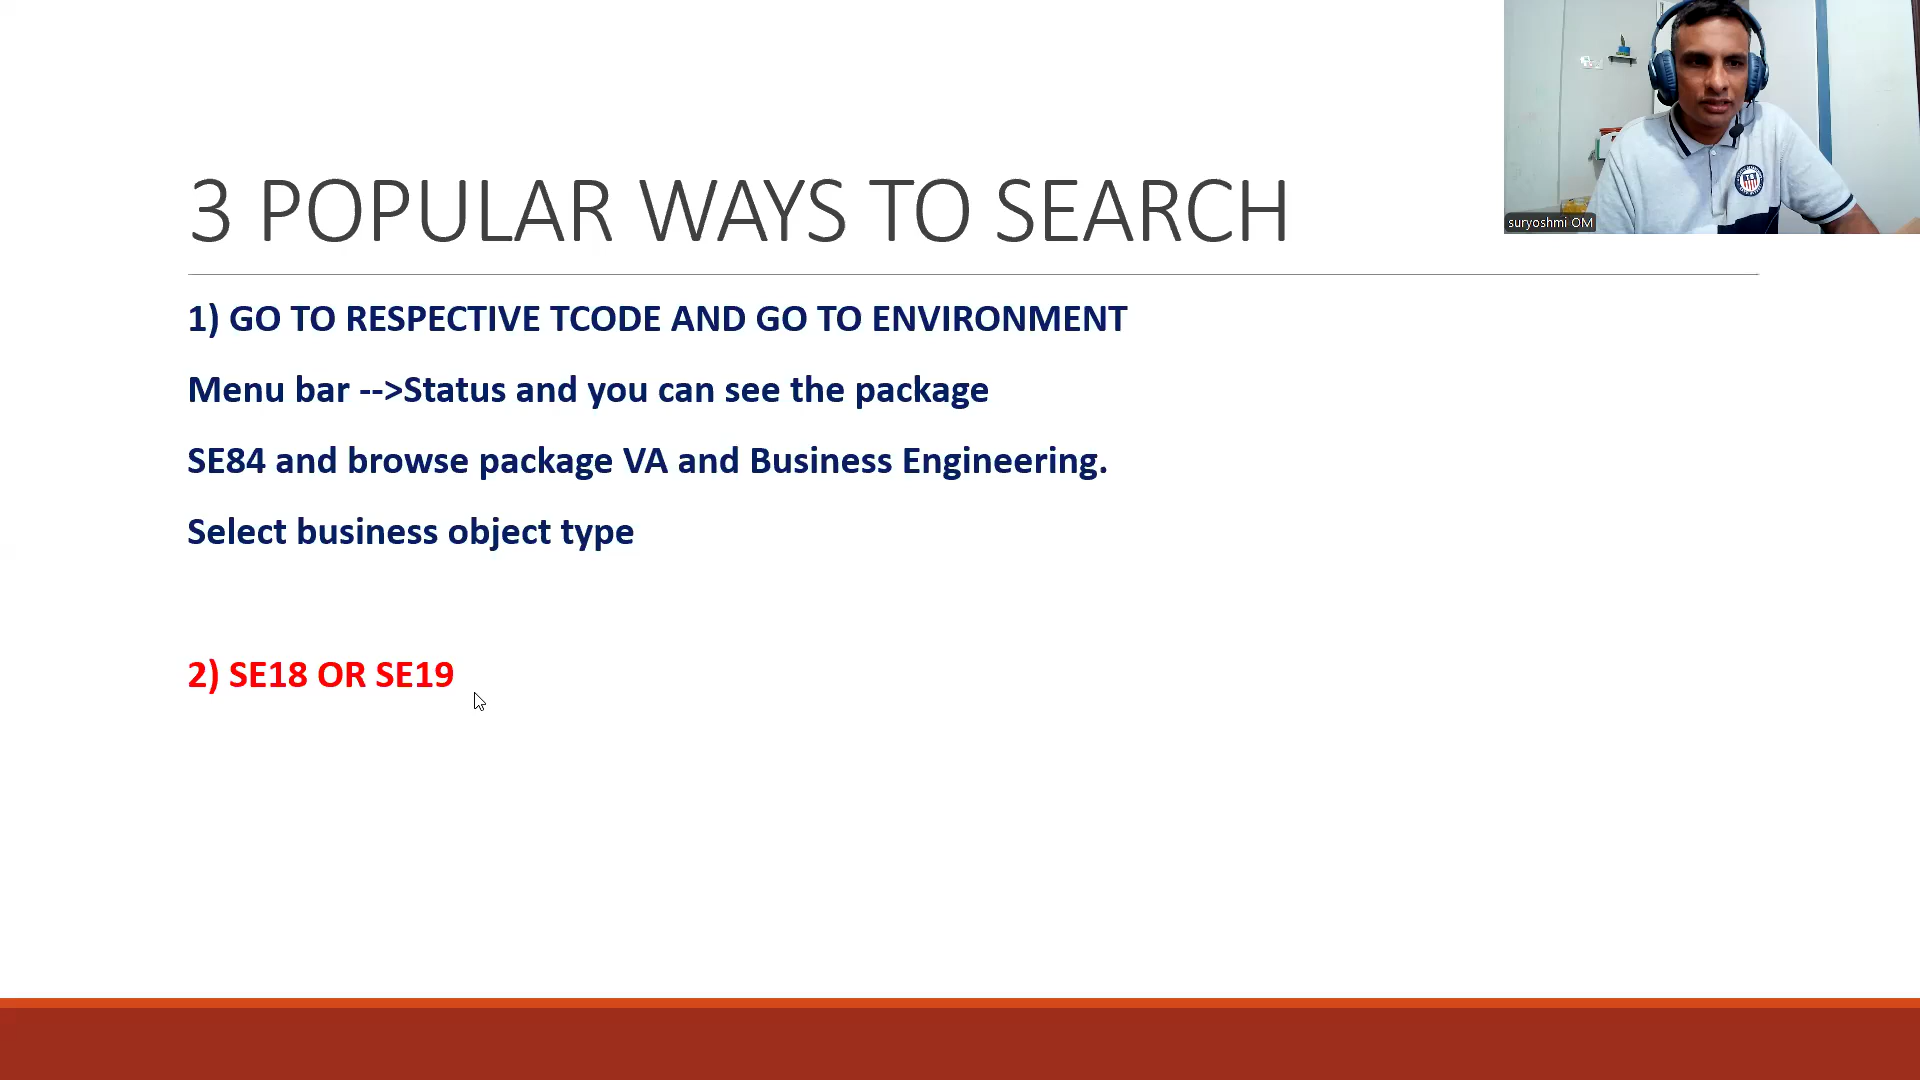 suryoshmi OM
3 POPULAR WAYS TO SEARCH
1) GO TO RESPECTIVE TCODE AND GO TO ENVIRONMENT
Menu bar -->Status and you can see the package
SE84 and browse package VA and Business Engineering.
Select business object type
2) SE18 OR SE19